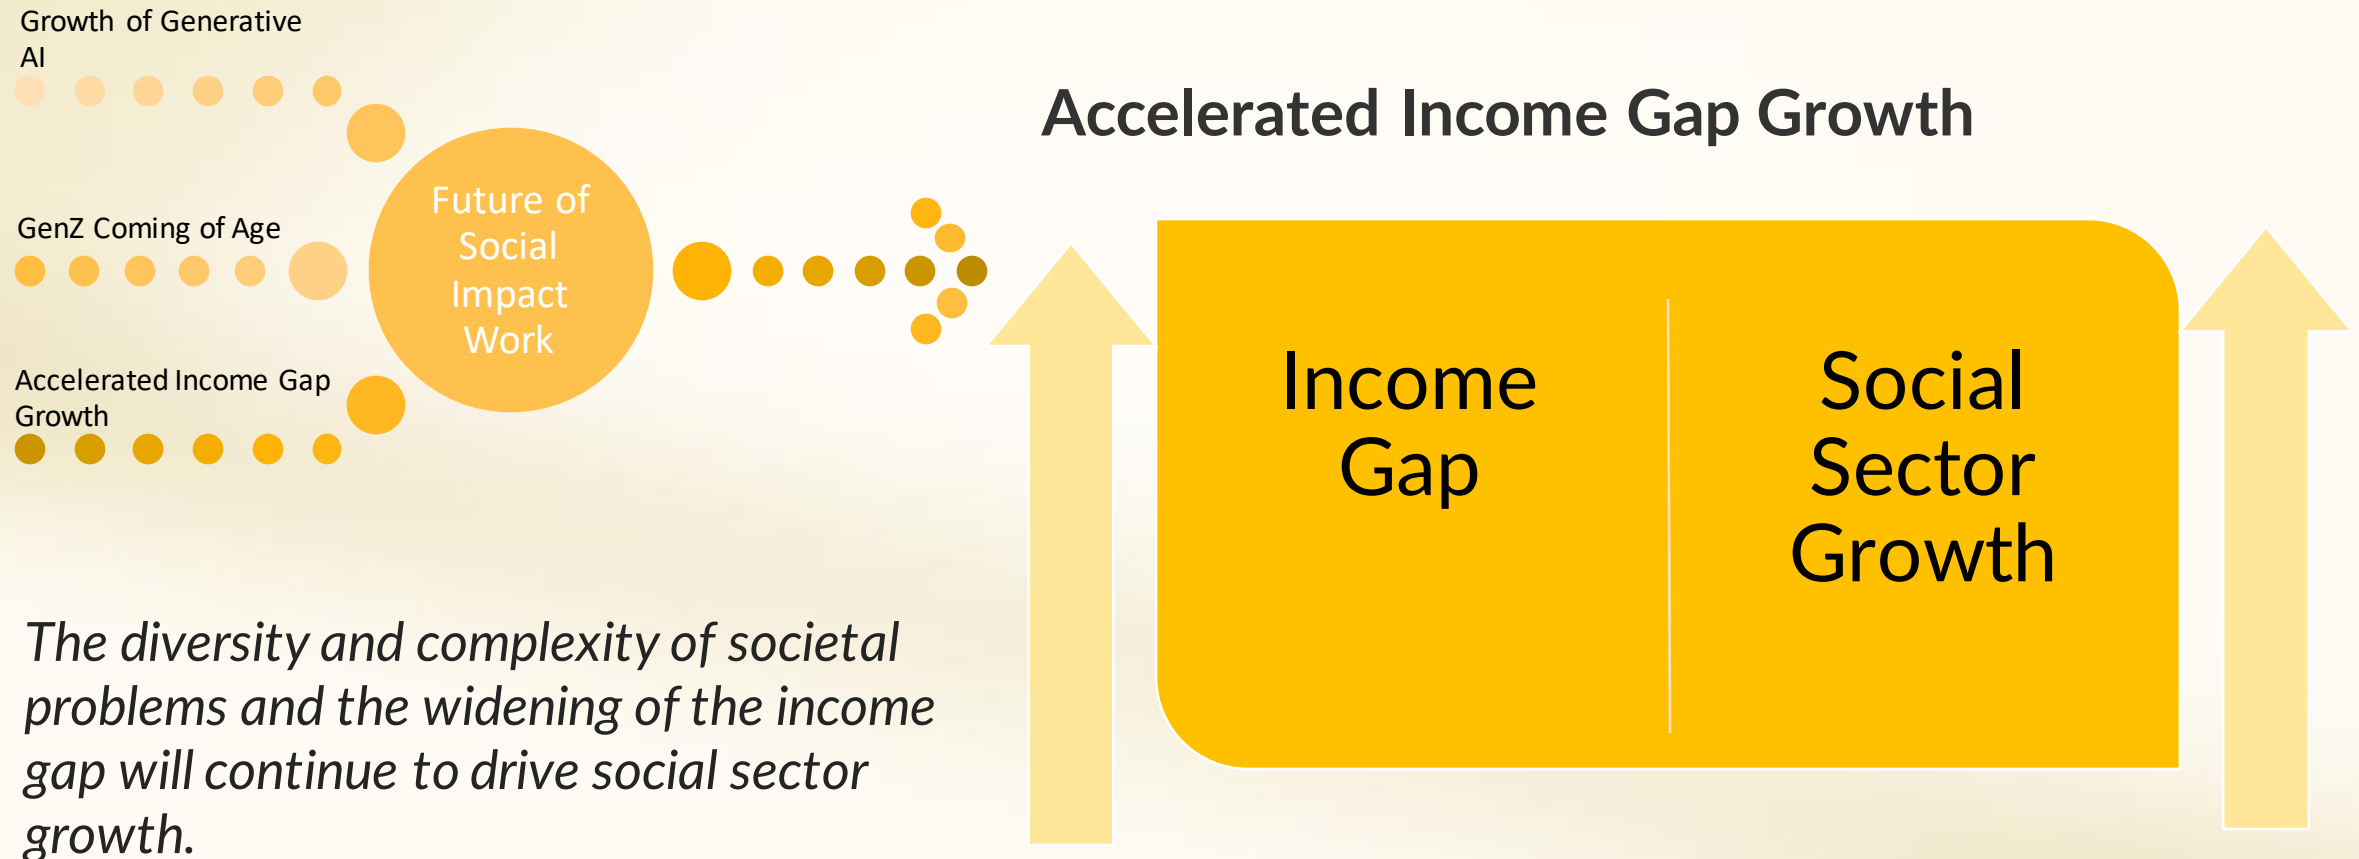 Growth of Generative
AI
GenZ Coming of Age
Accelerated Income Gap
Growth
Future of
Social
Impact
Work
Accelerated Income Gap Growth
Income
Gap
Social
Sector
Growth
The diversity and complexity of societal
problems and the widening of the income
gap will continue to drive social sector
growth.